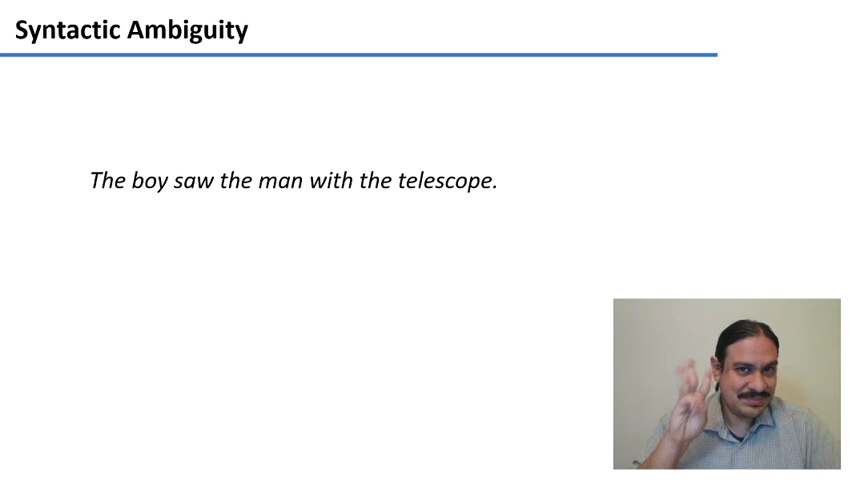 Syntactic Ambiguity
The boy saw the man with the telescope.